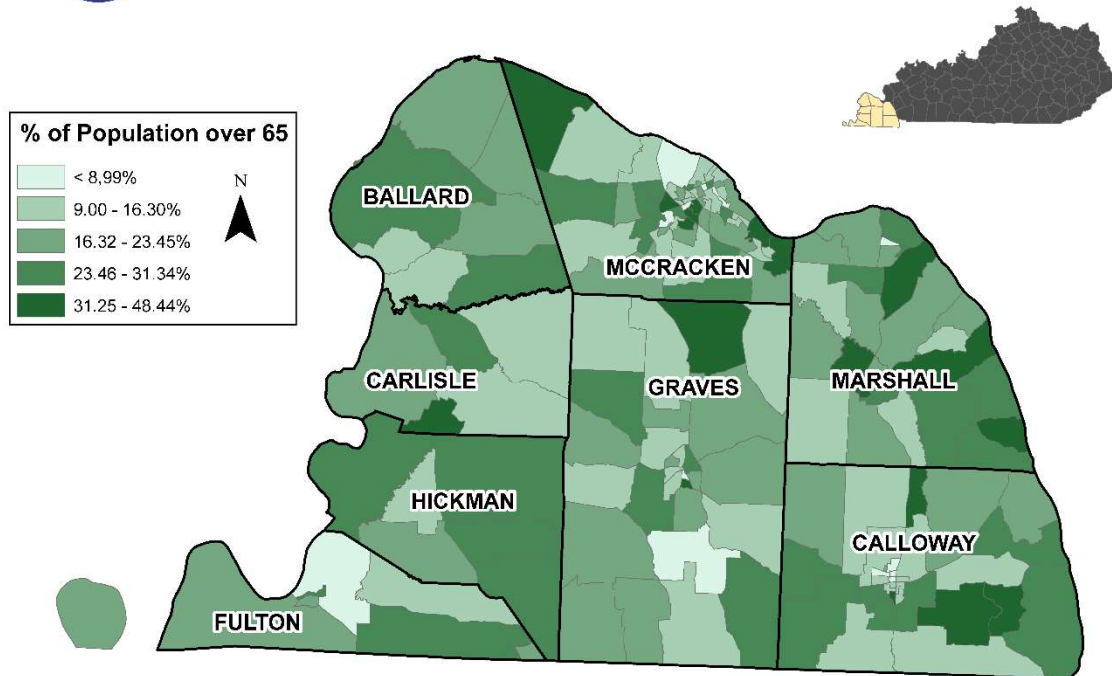 % of Population over 65
< 8,99%
9.00 - 16.30%
16.32 - 23.45%
23.46 - 31.34%
31.25 - 48.44%
N
BALLARD
MCCRACKEN
CARLISLE
GRAVES
MARSHALL
HICKMAN
CALLOWAY
FULTON